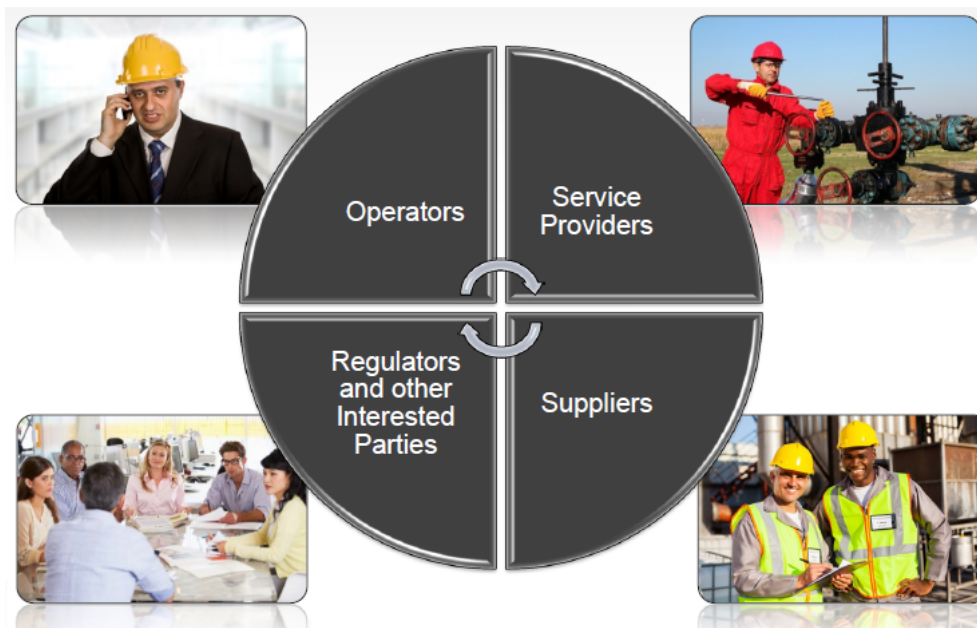 Operators
Service
Providers
Regulators
and other
Interested
Parties
Suppliers